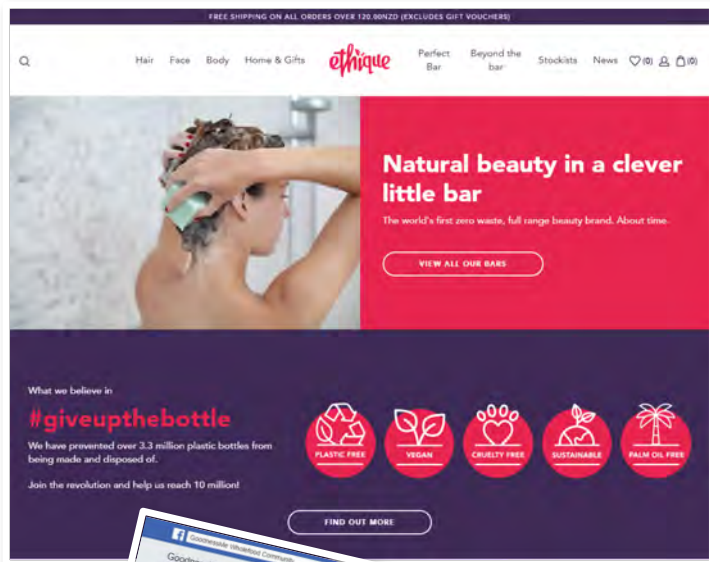 FREE SHIPPING ON ALL ORDERS OVER 120.00NZD (EXCLUDES GIFT VOUCHERS)
Hair Face Body Home & Gifts ethique Perfect Bar Beyond the bar Stockists News (0) (0)
Natural beauty in a clever
little bar
The world's first zero waste, full range beauty brand. About time.
VIEW ALL OUR BARS
What we believe in
#giveupthebottle
We have prevented over 3.3 million plastic bottles from
being made and disposed of.
Join the revolution and help us reach 10 million!
PLASTIC FREE
VEGAN
CRUELTY FREE
SUSTAINABLE
PALM OIL FREE
FIND OUT MORE
GoodnessMe Wholefood Community